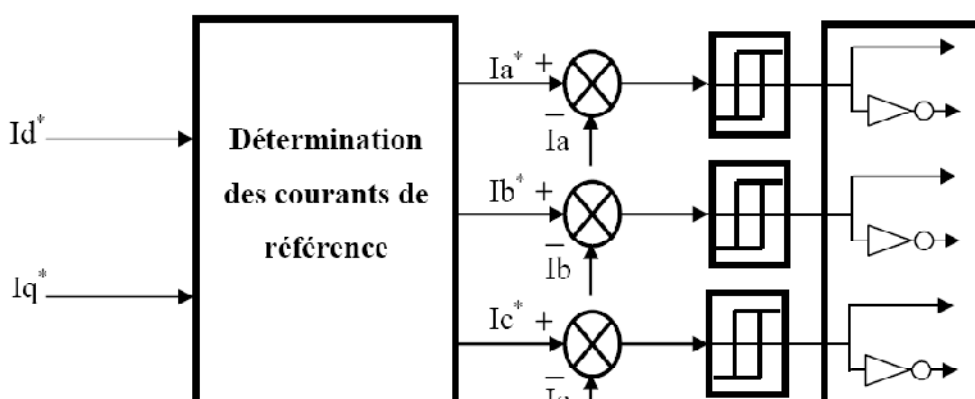 Id*
Iq*
Détermination
des courants de
référence
Ia* +
−
Ia
Ib* +
−
Ib
Ic* +
−